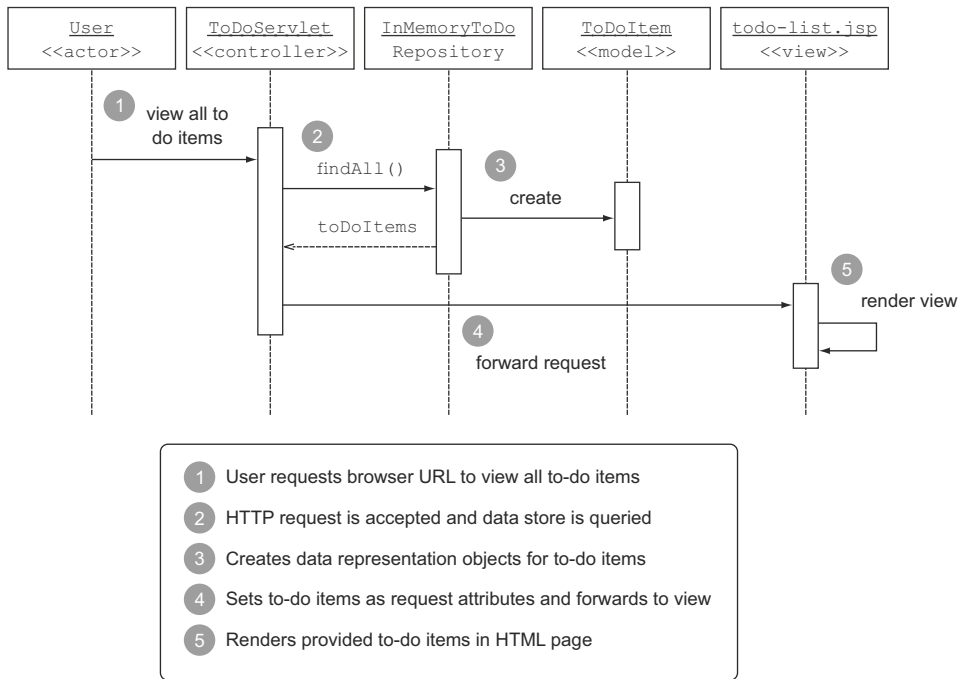 User
<<actor>>
ToDoServlet
<<controller>>
InMemoryToDo
Repository
ToDoItem
<<model>>
todo-list.jsp
<<view>>
1
view all to
do items
2
findAll()
3
create
toDoItems
5
render view
4
forward request
1 User requests browser URL to view all to-do items
2 HTTP request is accepted and data store is queried
3 Creates data representation objects for to-do items
4 Sets to-do items as request attributes and forwards to view
5 Renders provided to-do items in HTML page